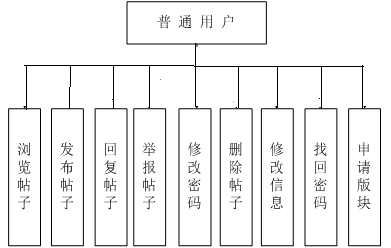 普通用户
浏览帖子
发布帖子
回复帖子
举报帖子
修改密码
删除帖子
修改信息
找回密码
申请版块